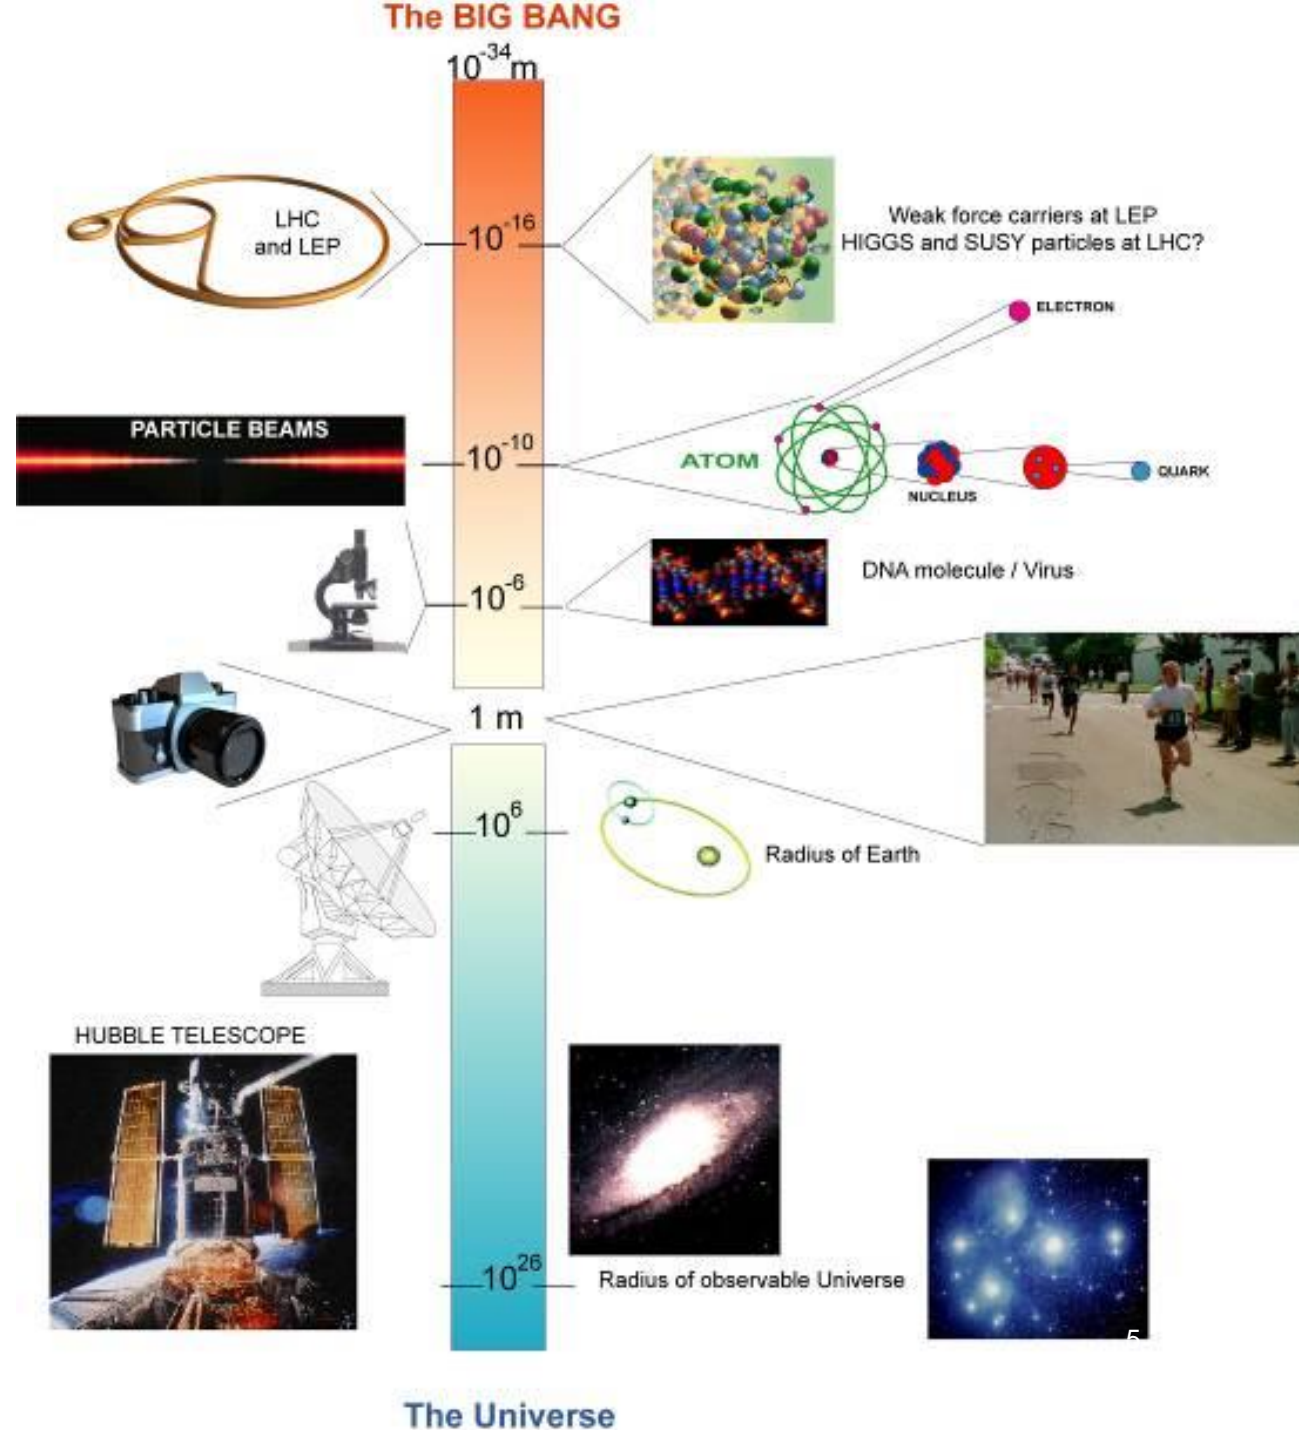 The BIG BANG
10⁻³⁴m
LHC
and LEP
10⁻¹⁶
Weak force carriers at LEP
HIGGS and SUSY particles at LHC?
ELECTRON
PARTICLE BEAMS
10⁻¹⁰
ATOM
NUCLEUS
QUARK
10⁻⁶
DNA molecule / Virus
1 m
10⁶
Radius of Earth
HUBBLE TELESCOPE
10²⁶
Radius of observable Universe
5
The Universe